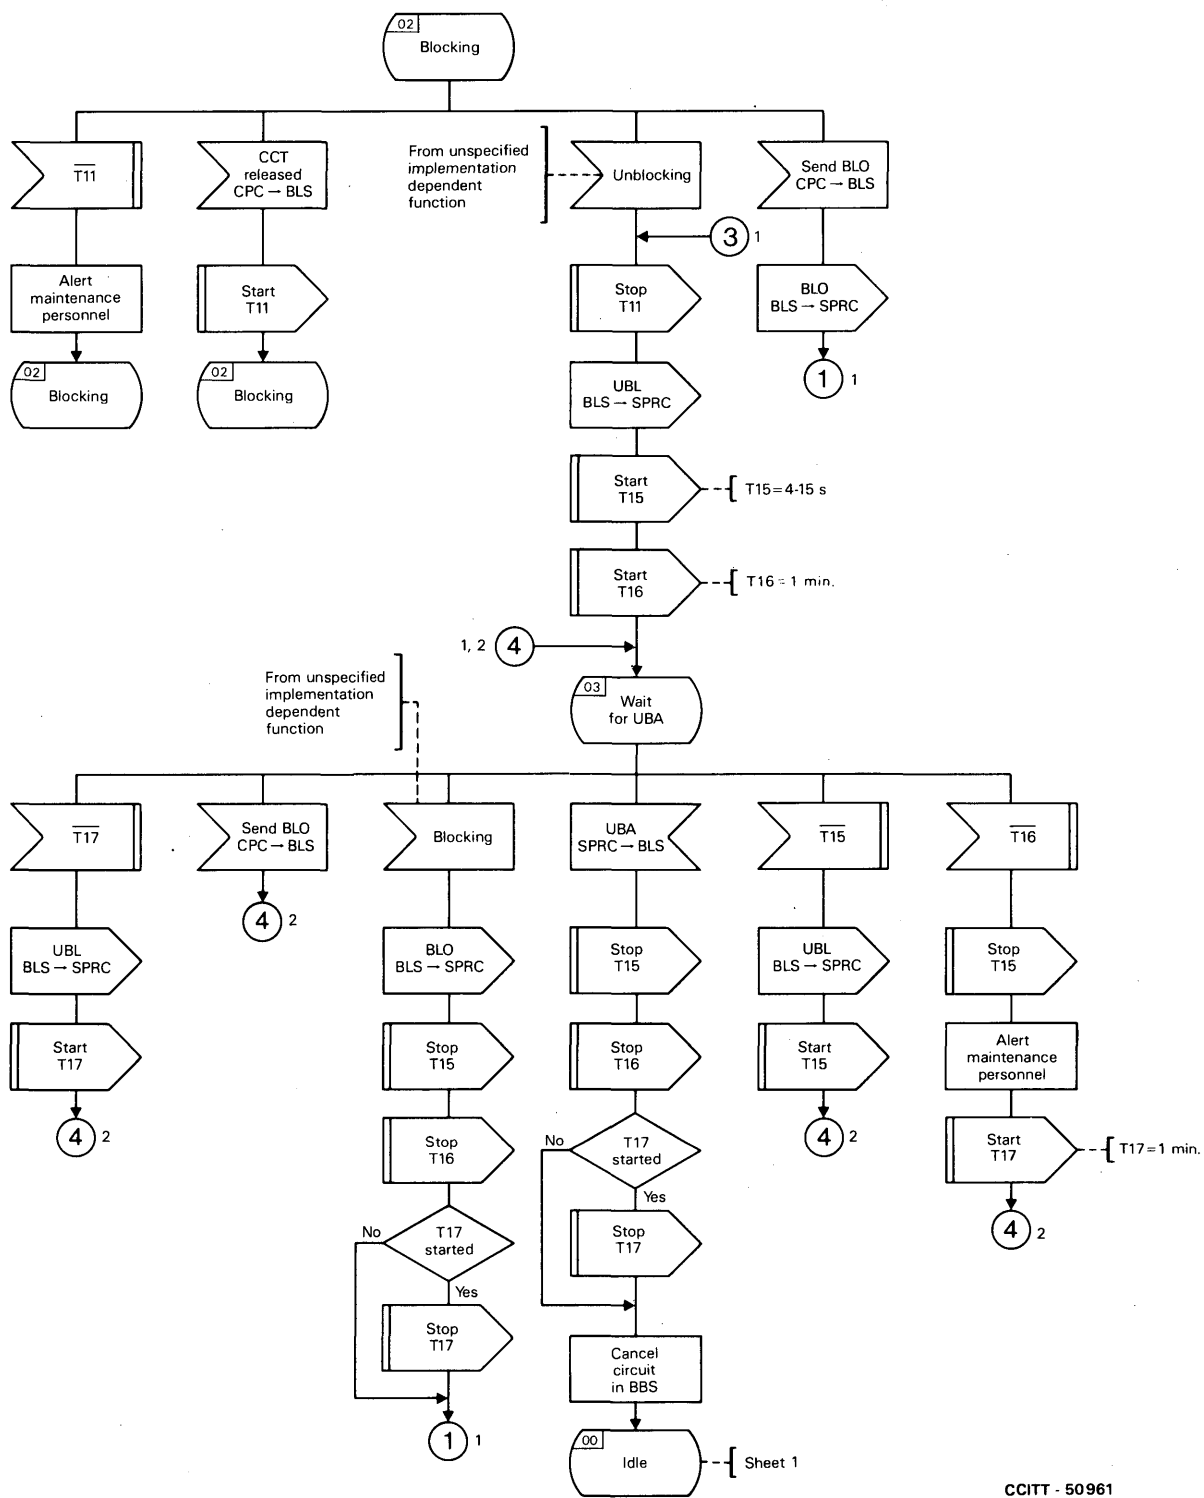 02
Blocking
T11
CCT
released
CPC → BLS
From unspecified
implementation
dependent
function
Unblocking
Send BLO
CPC → BLS
3 1
Alert
maintenance
personnel
Start
T11
Stop
T11
BLO
BLS → SPRC
02
Blocking
02
Blocking
UBL
BLS → SPRC
1 1
Start
T15
T15=4-15 s
Start
T16
T16 = 1 min.
1, 2 4
From unspecified
implementation
dependent
function
03
Wait
for UBA
T17
Send BLO
CPC → BLS
Blocking
UBA
SPRC → BLS
T15
T16
4 2
UBL
BLS → SPRC
BLO
BLS → SPRC
Stop
T15
UBL
BLS → SPRC
Stop
T15
Start
T17
Stop
T15
Stop
T16
Start
T15
Alert
maintenance
personnel
4 2
Stop
T16
No
T17
started
Yes
4 2
Start
T17
T17=1 min.
No
T17
started
Yes
Stop
T17
4 2
Stop
T17
Cancel
circuit
in BBS
1 1
00
Idle
Sheet 1
CCITT - 50961